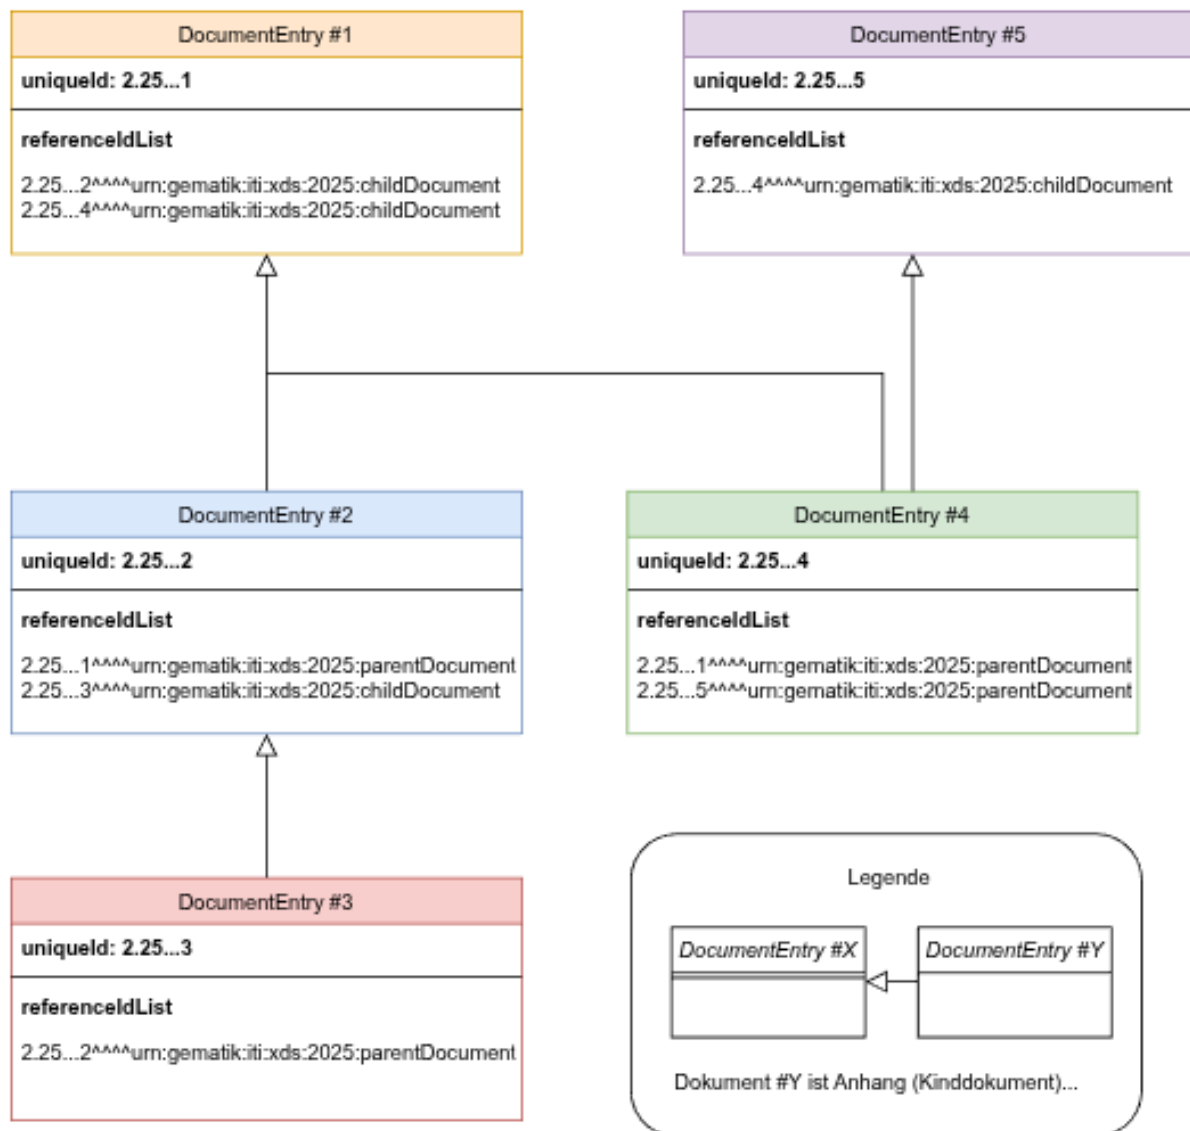 DocumentEntry #1
uniqueId: 2.25...1
referenceIdList
2.25...2^^^^urn:gematik:iti:xds:2025:childDocument
2.25...4^^^^urn:gematik:iti:xds:2025:childDocument
DocumentEntry #5
uniqueId: 2.25...5
referenceIdList
2.25...4^^^^urn:gematik:iti:xds:2025:childDocument
DocumentEntry #2
uniqueId: 2.25...2
referenceIdList
2.25...1^^^^urn:gematik:iti:xds:2025:parentDocument
2.25...3^^^^urn:gematik:iti:xds:2025:childDocument
DocumentEntry #4
uniqueId: 2.25...4
referenceIdList
2.25...1^^^^urn:gematik:iti:xds:2025:parentDocument
2.25...5^^^^urn:gematik:iti:xds:2025:parentDocument
DocumentEntry #3
uniqueId: 2.25...3
referenceIdList
2.25...2^^^^urn:gematik:iti:xds:2025:parentDocument
Legende
DocumentEntry #X
DocumentEntry #Y
Dokument #Y ist Anhang (Kinddokument)...